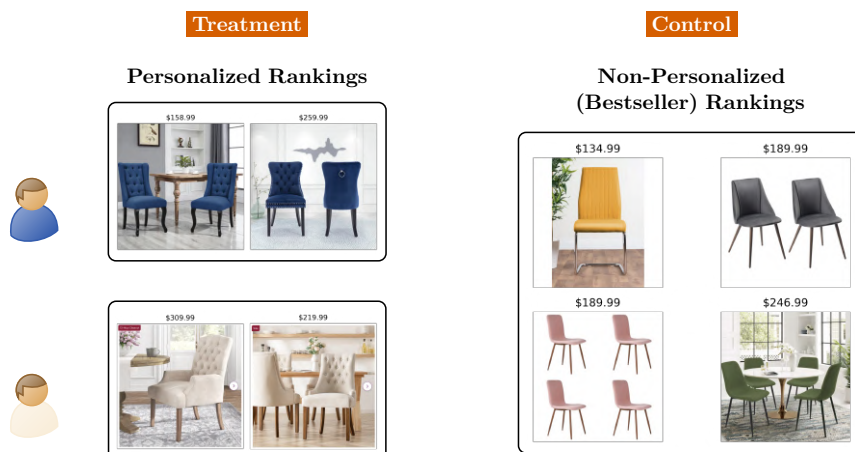 Treatment
Personalized Rankings
$158.99 $259.99
$309.99 $219.99
Control
Non-Personalized
(Bestseller) Rankings
$134.99 $189.99
$189.99 $246.99